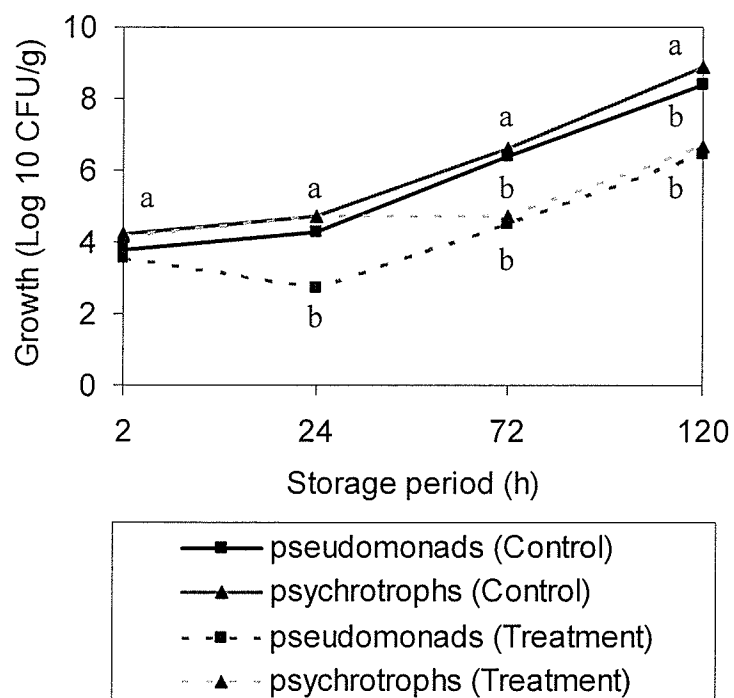 10
8
6
4
2
0
Growth (Log 10 CFU/g)
a
a
a
a
b
b
b
b
b
2
24
72
120
Storage period (h)
pseudomonads (Control)
psychrotrophs (Control)
pseudomonads (Treatment)
psychrotrophs (Treatment)